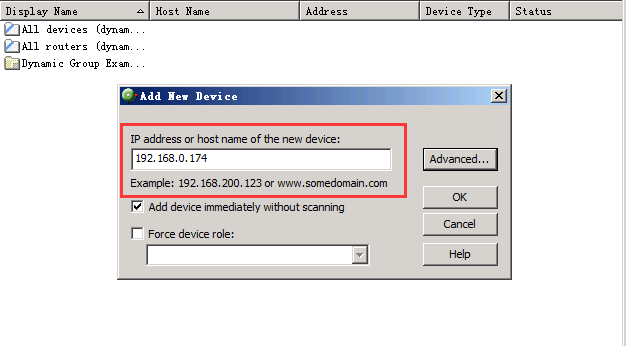 Display Name Host Name Address Device Type Status
All devices (dynam...
All routers (dynam...
Dynamic Group Exam...
Add New Device
IP address or host name of the new device:
192.168.0.174
Advanced...
Example: 192.168.200.123 or www.somedomain.com
OK
Add device immediately without scanning
Cancel
Force device role:
Help